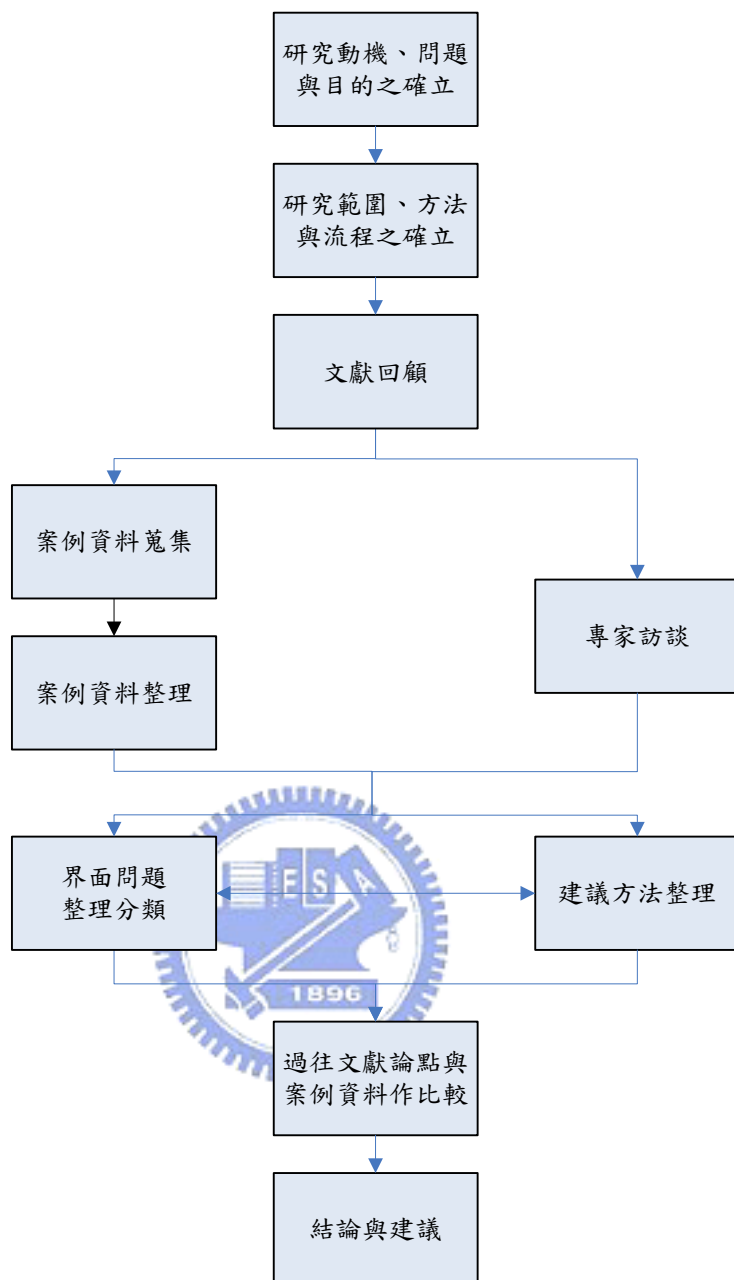 研究動機、問題
與目的之確立
研究範圍、方法
與流程之確立
文獻回顧
案例資料蒐集
專家訪談
案例資料整理
界面問題
整理分類
建議方法整理
E S A
1896
過往文獻論點與
案例資料作比較
結論與建議